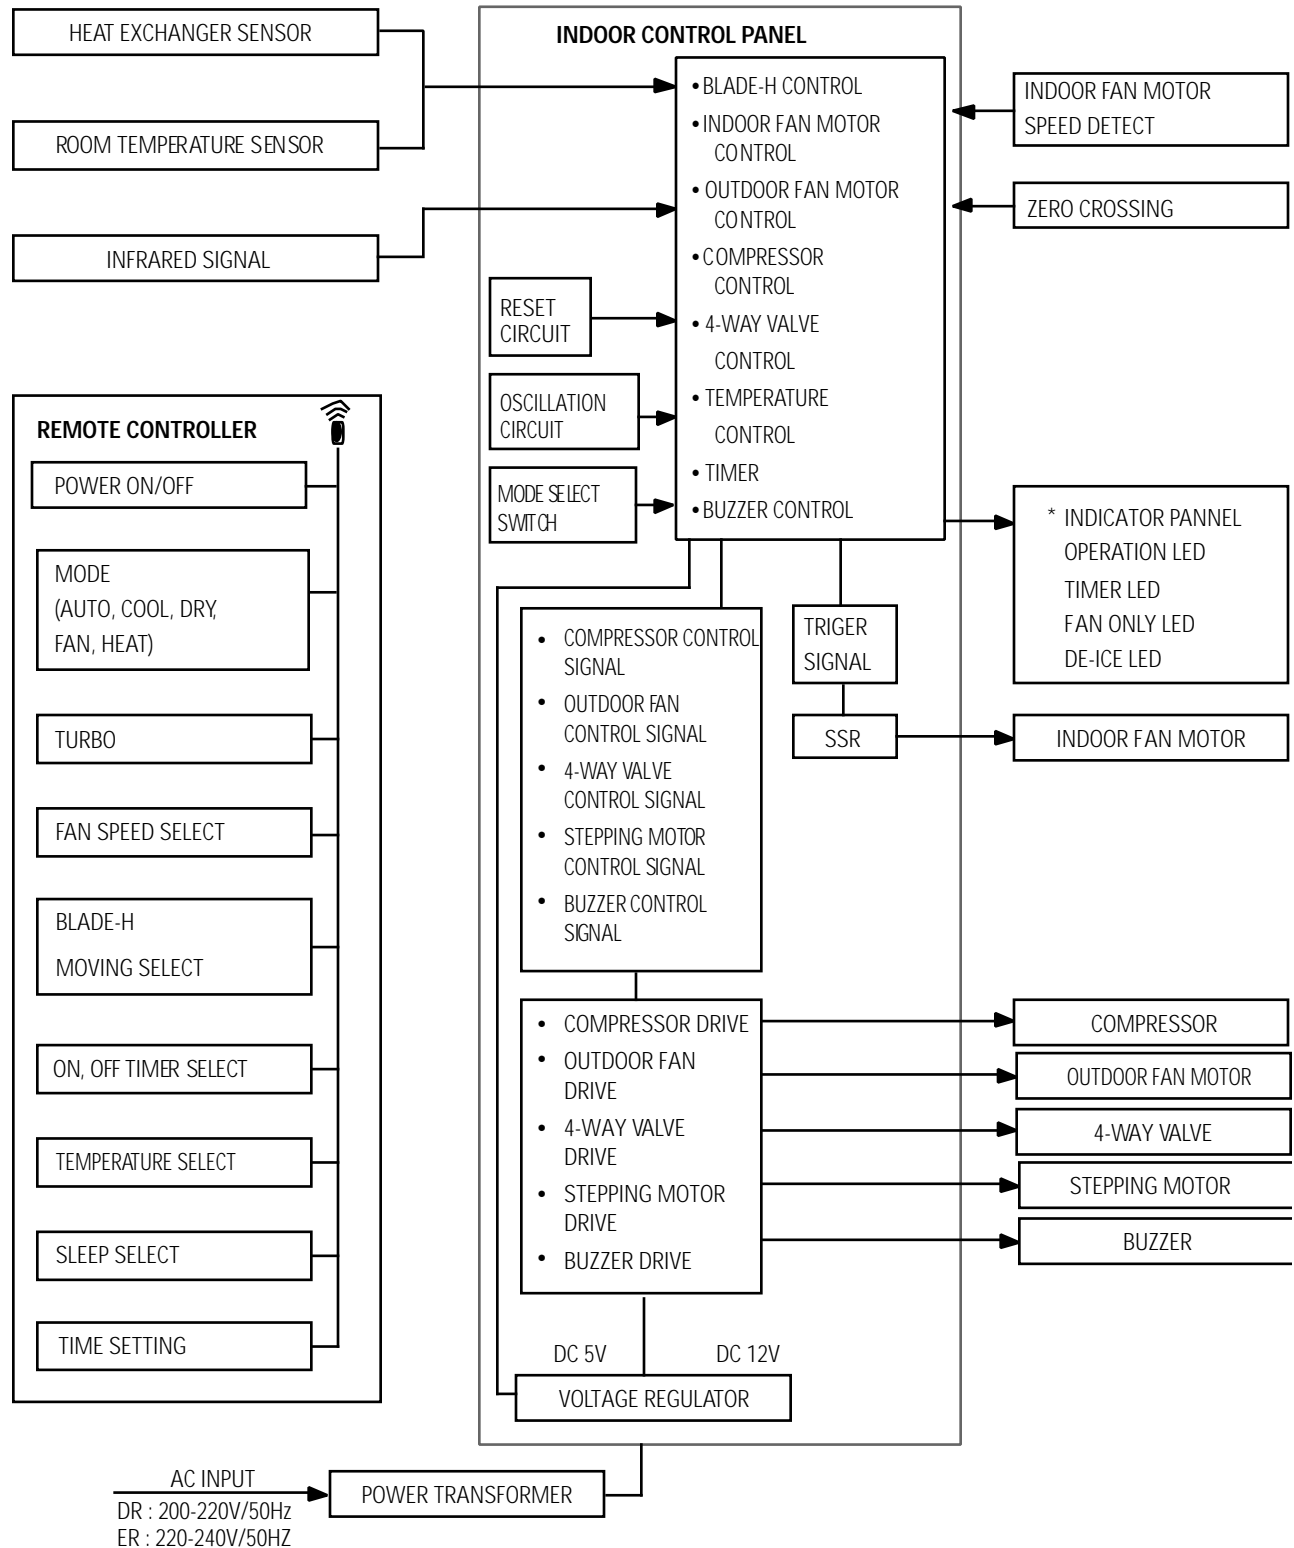 HEAT EXCHANGER SENSOR
ROOM TEMPERATURE SENSOR
INFRARED SIGNAL
INDOOR CONTROL PANEL
• BLADE-H CONTROL
• INDOOR FAN MOTOR
CONTROL
• OUTDOOR FAN MOTOR
CONTROL
• COMPRESSOR
CONTROL
• 4-WAY VALVE
CONTROL
• TEMPERATURE
CONTROL
• TIMER
• BUZZER CONTROL
INDOOR FAN MOTOR
SPEED DETECT
ZERO CROSSING
RESET
CIRCUIT
OSCILLATION
CIRCUIT
MODE SELECT
SWITCH
REMOTE CONTROLLER
POWER ON/OFF
MODE
(AUTO, COOL, DRY,
FAN, HEAT)
TURBO
FAN SPEED SELECT
BLADE-H
MOVING SELECT
ON, OFF TIMER SELECT
TEMPERATURE SELECT
SLEEP SELECT
TIME SETTING
• COMPRESSOR CONTROL
SIGNAL
• OUTDOOR FAN
CONTROL SIGNAL
• 4-WAY VALVE
CONTROL SIGNAL
• STEPPING MOTOR
CONTROL SIGNAL
• BUZZER CONTROL
SIGNAL
TRIGER
SIGNAL
SSR
* INDICATOR PANNEL
OPERATION LED
TIMER LED
FAN ONLY LED
DE-ICE LED
INDOOR FAN MOTOR
• COMPRESSOR DRIVE
• OUTDOOR FAN
DRIVE
• 4-WAY VALVE
DRIVE
• STEPPING MOTOR
DRIVE
• BUZZER DRIVE
COMPRESSOR
OUTDOOR FAN MOTOR
4-WAY VALVE
STEPPING MOTOR
BUZZER
DC 5V
DC 12V
VOLTAGE REGULATOR
AC INPUT
DR : 200-220V/50Hz
ER : 220-240V/50HZ
POWER TRANSFORMER